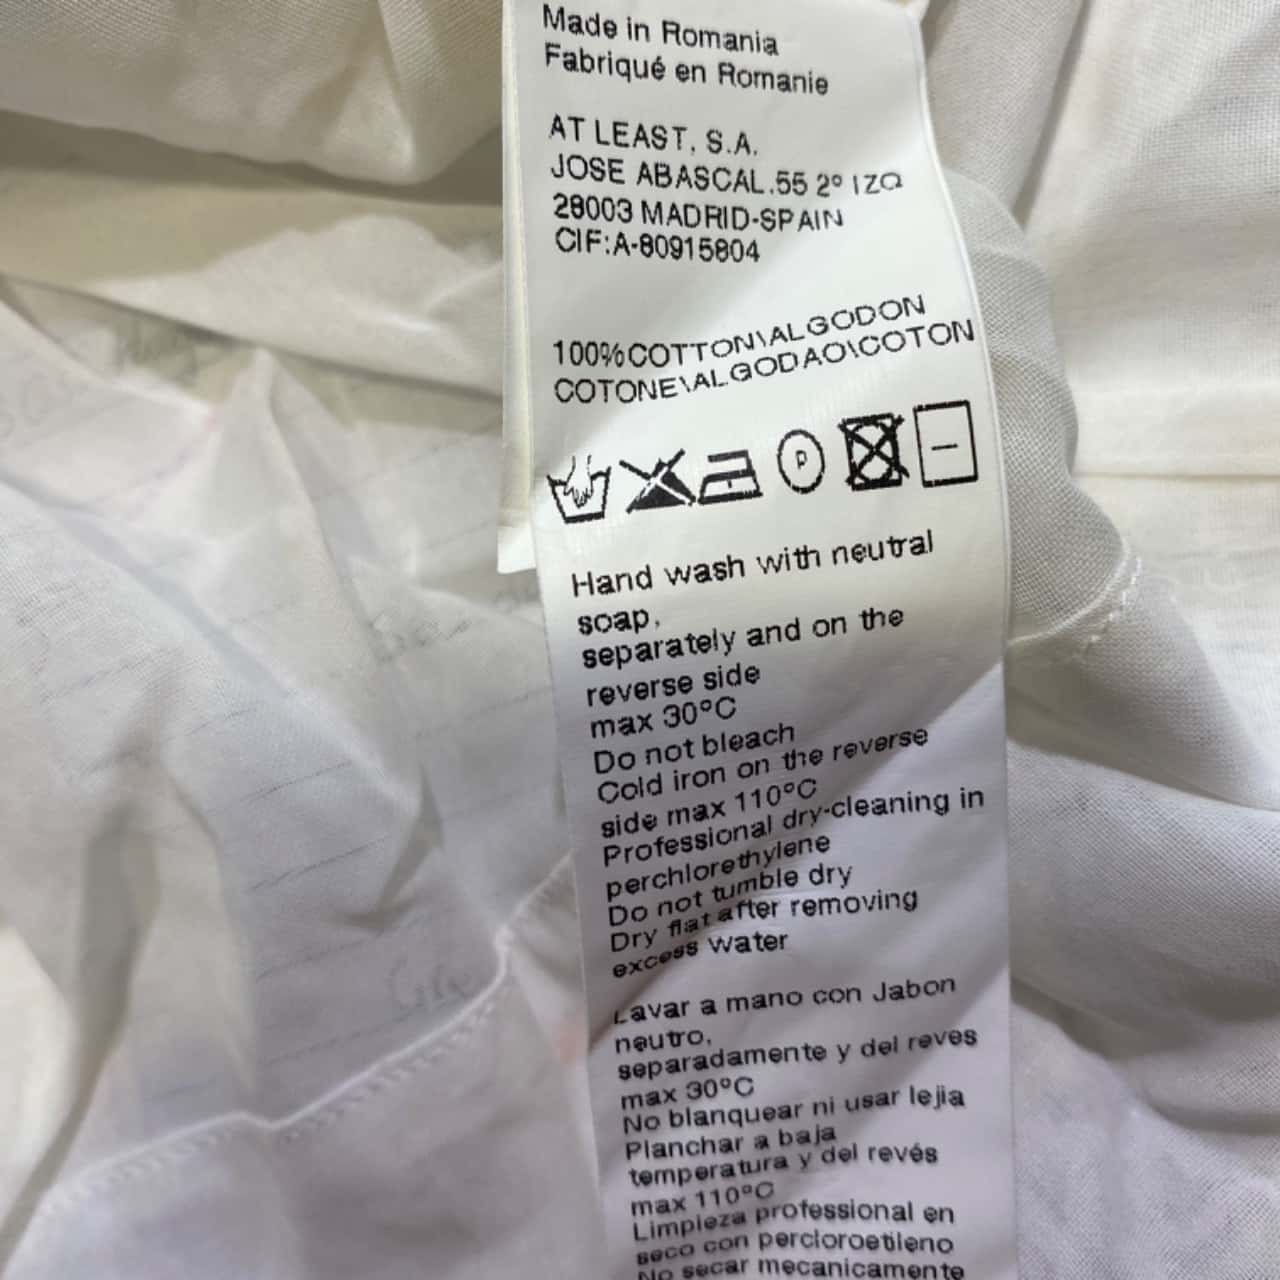 Made in Romania
Fabriqué en Romanie
AT LEAST, S.A.
JOSE ABASCAL.55 2º IZQ
28003 MADRID-SPAIN
CIF:A-80915804
100%COTTON\ALGODON
COTONE\ALGODAO\COTON
P
Hand wash with neutral
soap,
separately and on the
reverse side
max 30ºC
Do not bleach
Cold iron on the reverse
side max 110ºC
Professional dry-cleaning in
perchlorethylene
Do not tumble dry
Dry flat after removing
excess water
Lavar a mano con Jabon
neutro,
separadamente y del reves
max 30ºC
No blanquear ni usar lejia
Planchar a baja
temperatura y del revés
max 110ºC
Limpieza professional en
seco con percloroetileno
No secar mecanicamente